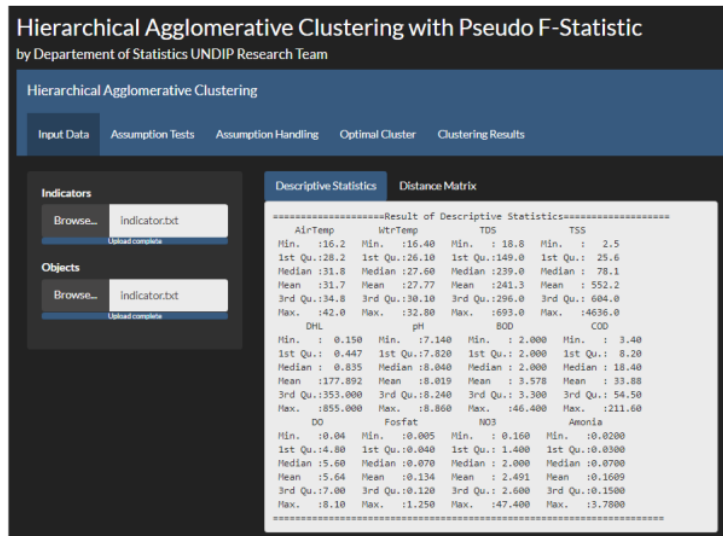 Hierarchical Agglomerative Clustering with Pseudo F-Statistic
by Departement of Statistics UNDIP Research Team
Hierarchical Agglomerative Clustering
Input Data Assumption Tests Assumption Handling Optimal Cluster Clustering Results
Indicators
Browse... indicator.txt
Upload complete
Objects
Browse... indicator.txt
Upload complete
Descriptive Statistics Distance Matrix
====================Result of Descriptive Statistics===================
AirTemp WtrTemp TDS TSS
Min. :16.2 Min. :16.40 Min. : 18.8 Min. : 2.5
1st Qu.:28.2 1st Qu.:26.10 1st Qu.:149.0 1st Qu.: 25.6
Median :31.8 Median :27.60 Median :239.0 Median : 78.1
Mean :31.7 Mean :27.77 Mean :241.3 Mean : 552.2
3rd Qu.:34.8 3rd Qu.:30.10 3rd Qu.:296.0 3rd Qu.: 604.0
Max. :42.0 Max. :32.80 Max. :693.0 Max. :4636.0
DHL pH BOD COD
Min. : 0.150 Min. :7.140 Min. : 2.000 Min. : 3.40
1st Qu.: 0.447 1st Qu.:7.820 1st Qu.: 2.000 1st Qu.: 8.20
Median : 0.835 Median :8.040 Median : 2.000 Median : 18.40
Mean :177.892 Mean :8.019 Mean : 3.578 Mean : 33.88
3rd Qu.:353.000 3rd Qu.:8.240 3rd Qu.: 3.300 3rd Qu.: 54.50
Max. :855.000 Max. :8.860 Max. :46.400 Max. :211.60
DO Fosfat NO3 Amonia
Min. :0.04 Min. :0.005 Min. : 0.160 Min. :0.0200
1st Qu.:4.80 1st Qu.:0.040 1st Qu.: 1.400 1st Qu.:0.0300
Median :5.60 Median :0.070 Median : 2.000 Median :0.0700
Mean :5.64 Mean :0.134 Mean : 2.491 Mean :0.1609
3rd Qu.:7.00 3rd Qu.:0.120 3rd Qu.: 2.600 3rd Qu.:0.1500
Max. :8.10 Max. :1.250 Max. :47.400 Max. :3.7800
======================================================================